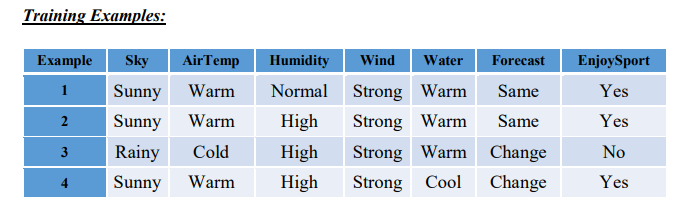 Training Examples:
Example Sky AirTemp Humidity Wind Water Forecast EnjoySport
1 Sunny Warm Normal Strong Warm Same Yes
2 Sunny Warm High Strong Warm Same Yes
3 Rainy Cold High Strong Warm Change No
4 Sunny Warm High Strong Cool Change Yes